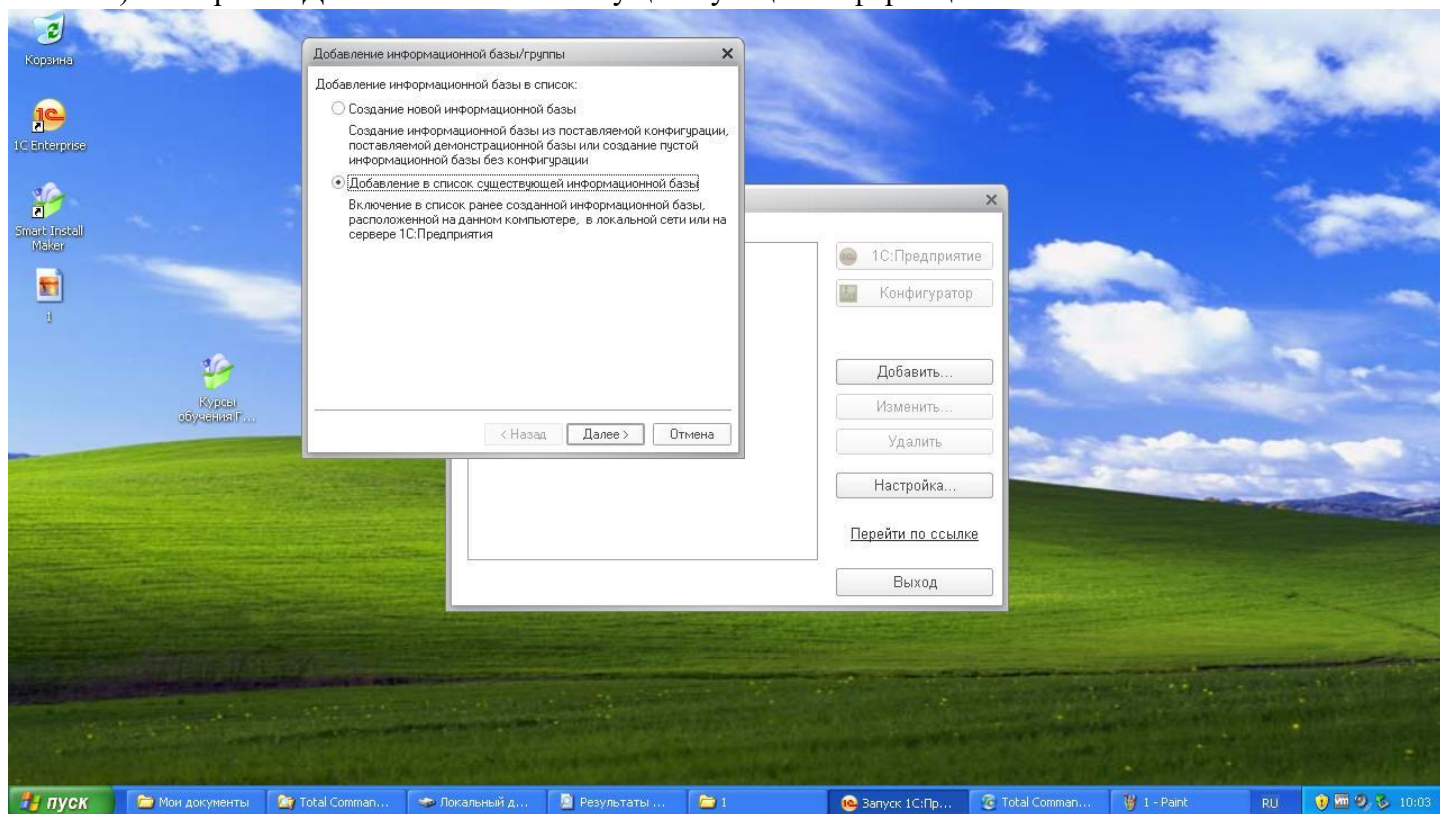 Корзина
1C Enterprise
Smart Install
Maker
1
Курсы
обучения Г...
Добавление информационной базы/группы
Добавление информационной базы в список:
Создание новой информационной базы
Создание информационной базы из поставляемой конфигурации,
поставляемой демонстрационной базы или создание пустой
информационной базы без конфигурации
Добавление в список существующей информационной базы
Включение в список ранее созданной информационной базы,
расположенной на данном компьютере, в локальной сети или на
сервере 1С:Предприятия
< Назад Далее > Отмена
1С:Предприятие
Конфигуратор
Добавить...
Изменить...
Удалить
Настройка...
Перейти по ссылке
Выход
пуск Мои документы Total Comman... Локальный д... Результаты ... 1 Запуск 1С:Пр... Total Comman... 1 - Paint RU 10:03